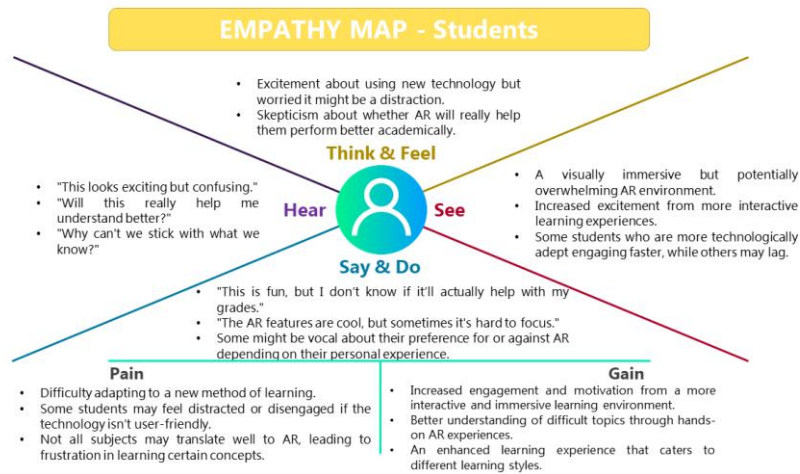 EMPATHY MAP - Students
• Excitement about using new technology but
worried it might be a distraction.
• Skepticism about whether AR will really help
them perform better academically.
Think & Feel
• "This looks exciting but confusing."
• "Will this really help me
understand better?"
• "Why can't we stick with what we
know?"
Hear
See
• A visually immersive but potentially
overwhelming AR environment.
• Increased excitement from more interactive
learning experiences.
• Some students who are more technologically
adept engaging faster, while others may lag.
Say & Do
• "This is fun, but I don't know if it'll actually help with my
grades."
• "The AR features are cool, but sometimes it's hard to focus."
• Some might be vocal about their preference for or against AR
depending on their personal experience.
Pain
• Difficulty adapting to a new method of learning.
• Some students may feel distracted or disengaged if the
technology isn't user-friendly.
• Not all subjects may translate well to AR, leading to
frustration in learning certain concepts.
Gain
• Increased engagement and motivation from a more
interactive and immersive learning environment.
• Better understanding of difficult topics through hands-
on AR experiences.
• An enhanced learning experience that caters to
different learning styles.